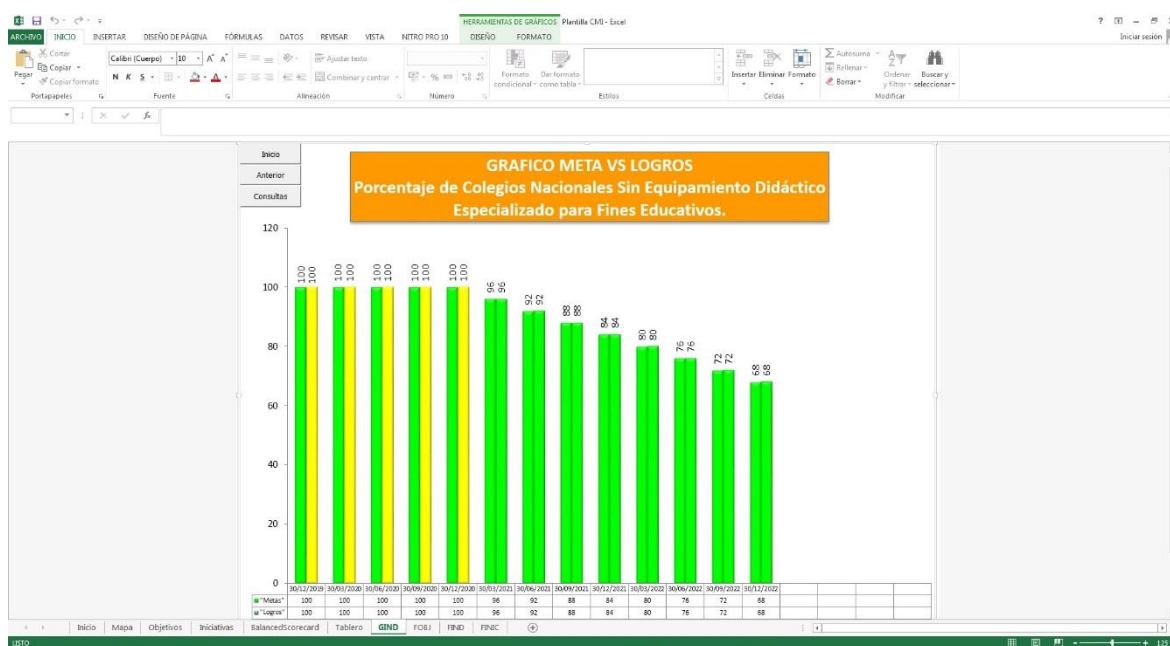 HERRAMIENTAS DE GRÁFICOS Plantilla CMI - Excel
ARCHIVO INICIO INSERTAR DISEÑO DE PÁGINA FÓRMULAS DATOS REVISAR VISTA NITRO PRO 10 DISEÑO FORMATO Iniciar sesión
Pegar
Cortar
Copiar
Copiar formato
Portapapeles
Calibri (Cuerpo) 10
N K S
Fuente
Ajustar texto
Combinar y centrar
Alineación
% 000
Número
Formato condicional
Dar formato como tabla
Estilos
Insertar Eliminar Formato
Celdas
Autosuma
Rellenar
Borrar
Ordenar y filtrar
Buscar y seleccionar
Modificar
fx
Inicio
Anterior
Consultas
GRAFICO META VS LOGROS
Porcentaje de Colegios Nacionales Sin Equipamiento Didáctico
Especializado para Fines Educativos.
120
100
80
60
40
20
0
100 100 100 100 100 100 100 100 100 100 96 96 92 92 88 88 84 84 80 80 76 76 72 72 68 68
30/12/2019 30/03/2020 30/06/2020 30/09/2020 30/12/2020 30/03/2021 30/06/2021 30/09/2021 30/12/2021 30/03/2022 30/06/2022 30/09/2022 30/12/2022
"Metas" 100 100 100 100 100 96 92 88 84 80 76 72 68
"Logros" 100 100 100 100 100 96 92 88 84 80 76 72 68
Inicio Mapa Objetivos Iniciativas BalancedScorecard Tablero GIND FOBJ FIND FINIC
LISTO